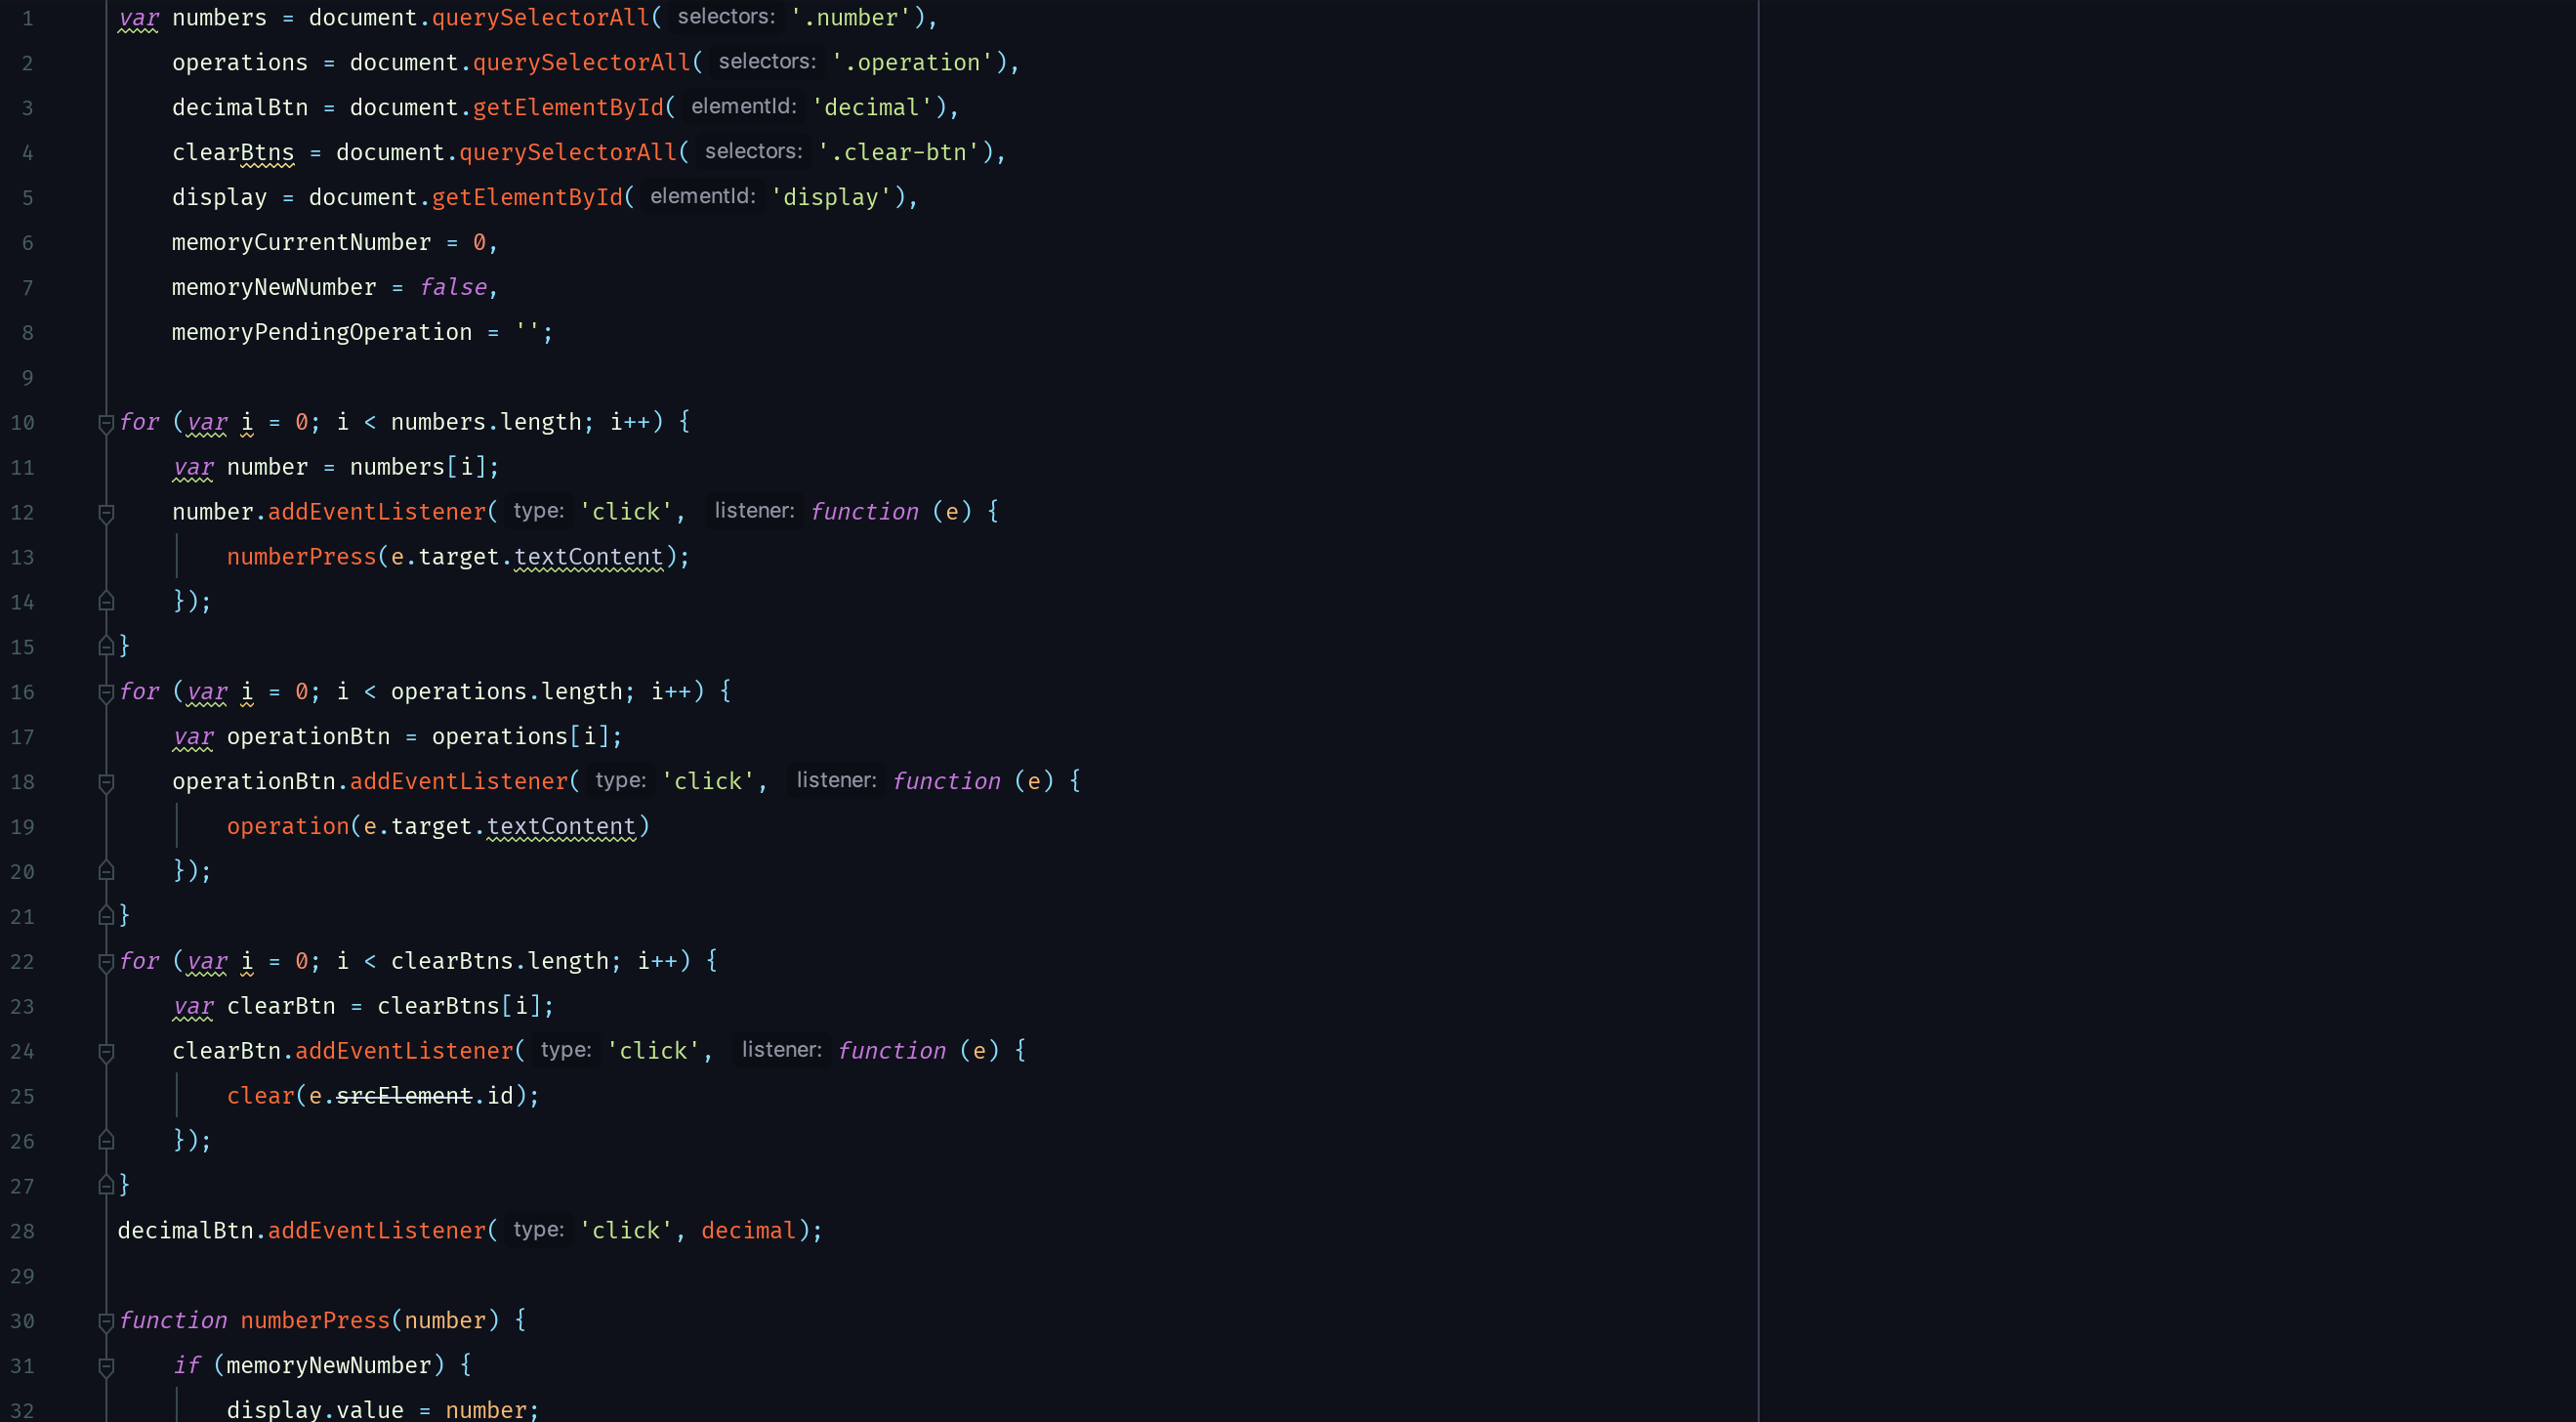 1 var numbers = document.querySelectorAll( selectors: '.number'),
2 operations = document.querySelectorAll( selectors: '.operation'),
3 decimalBtn = document.getElementById( elementId: 'decimal'),
4 clearBtns = document.querySelectorAll( selectors: '.clear-btn'),
5 display = document.getElementById( elementId: 'display'),
6 memoryCurrentNumber = 0,
7 memoryNewNumber = false,
8 memoryPendingOperation = '';
9
10 for (var i = 0; i < numbers.length; i++) {
11 var number = numbers[i];
12 number.addEventListener( type: 'click', listener: function (e) {
13 numberPress(e.target.textContent);
14 });
15 }
16 for (var i = 0; i < operations.length; i++) {
17 var operationBtn = operations[i];
18 operationBtn.addEventListener( type: 'click', listener: function (e) {
19 operation(e.target.textContent)
20 });
21 }
22 for (var i = 0; i < clearBtns.length; i++) {
23 var clearBtn = clearBtns[i];
24 clearBtn.addEventListener( type: 'click', listener: function (e) {
25 clear(e.srcElement.id);
26 });
27 }
28 decimalBtn.addEventListener( type: 'click', decimal);
29
30 function numberPress(number) {
31 if (memoryNewNumber) {
32 display.value = number;